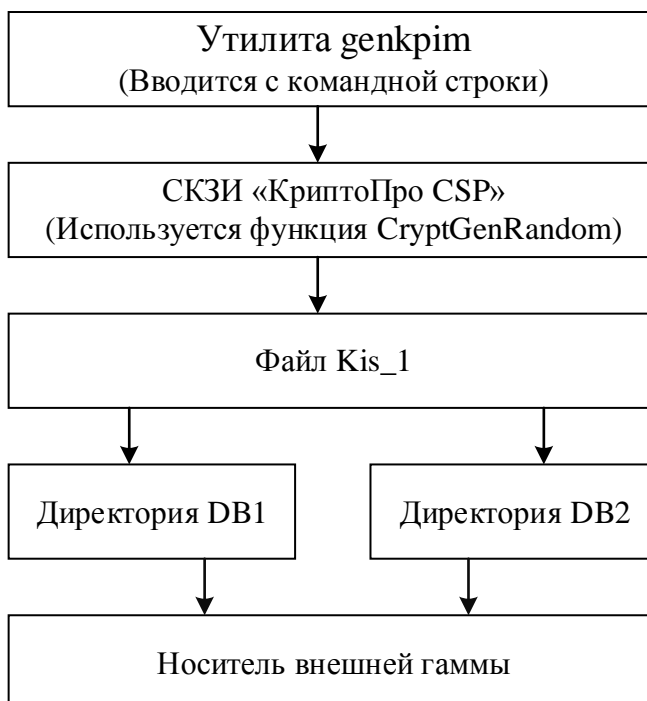 Утилита genkpim
(Вводится с командной строки)
СКЗИ «КриптоПро CSP»
(Используется функция CryptGenRandom)
Файл Kis_1
Директория DB1
Директория DB2
Носитель внешней гаммы